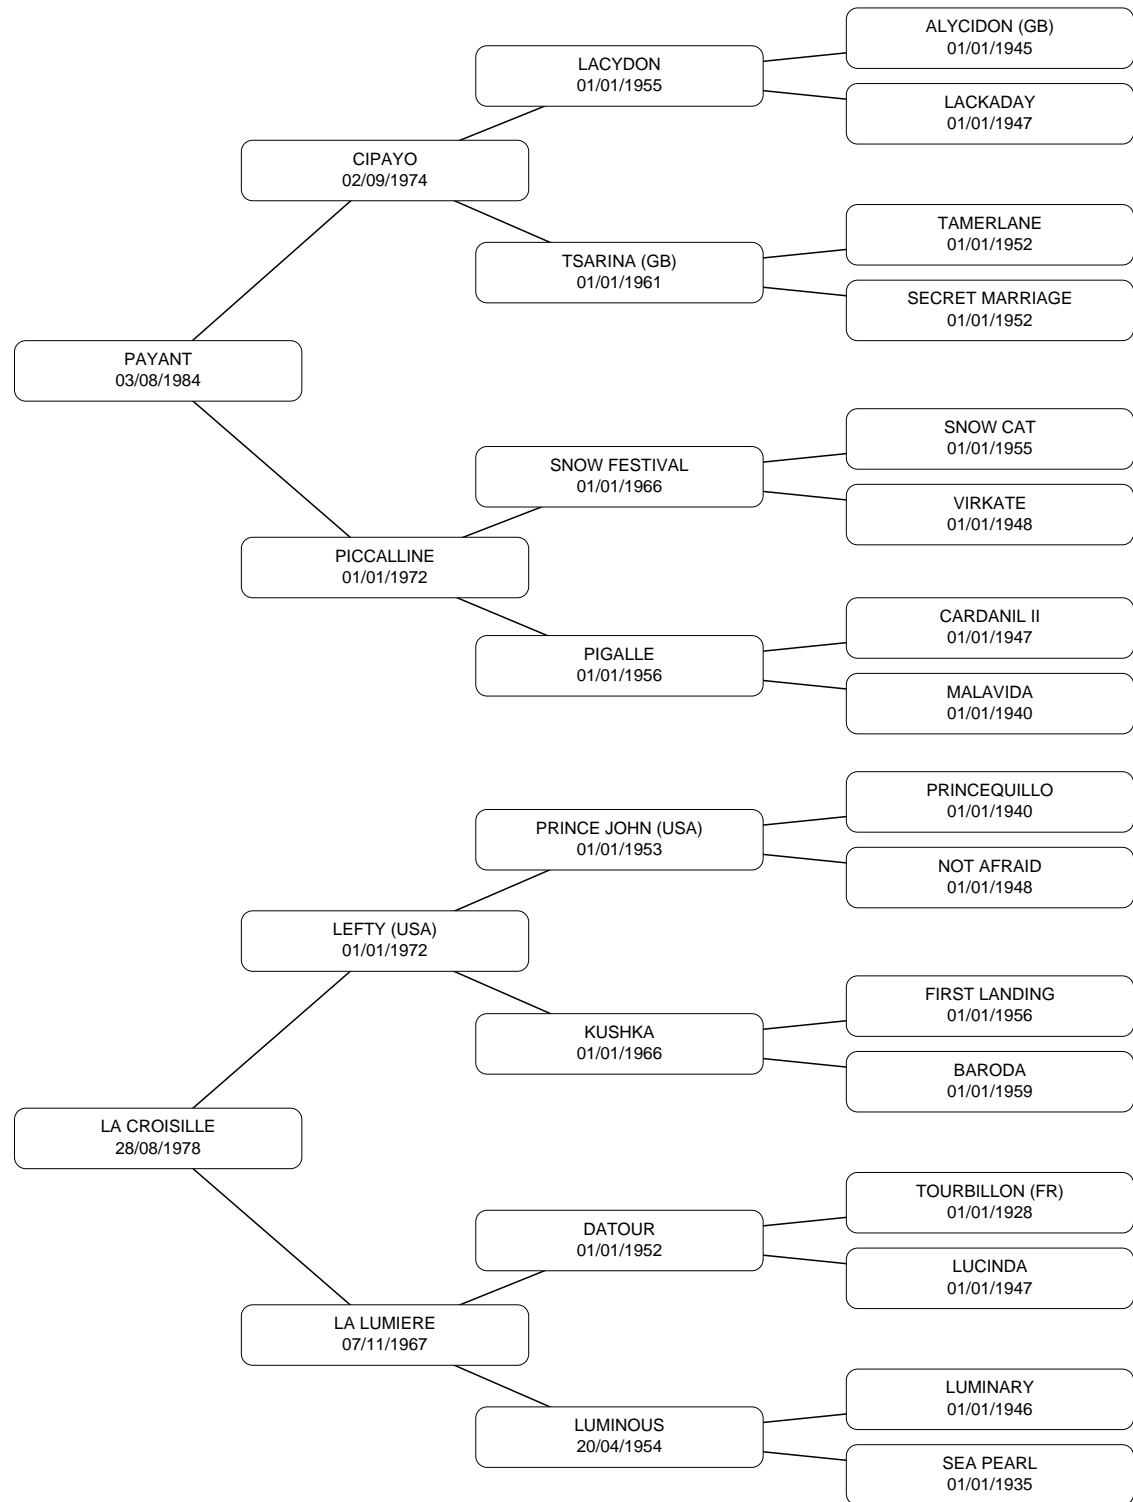 ALYCIDON (GB)
01/01/1945
LACYDON
01/01/1955
LACKADAY
01/01/1947
CIPAYO
02/09/1974
TAMERLANE
01/01/1952
TSARINA (GB)
01/01/1961
SECRET MARRIAGE
01/01/1952
PAYANT
03/08/1984
SNOW CAT
01/01/1955
SNOW FESTIVAL
01/01/1966
VIRKATE
01/01/1948
PICCALLINE
01/01/1972
CARDANIL II
01/01/1947
PIGALLE
01/01/1956
MALAVIDA
01/01/1940
PRINCEQUILLO
01/01/1940
PRINCE JOHN (USA)
01/01/1953
NOT AFRAID
01/01/1948
LEFTY (USA)
01/01/1972
FIRST LANDING
01/01/1956
KUSHKA
01/01/1966
BARODA
01/01/1959
LA CROISILLE
28/08/1978
TOURBILLON (FR)
01/01/1928
DATOUR
01/01/1952
LUCINDA
01/01/1947
LA LUMIERE
07/11/1967
LUMINARY
01/01/1946
LUMINOUS
20/04/1954
SEA PEARL
01/01/1935